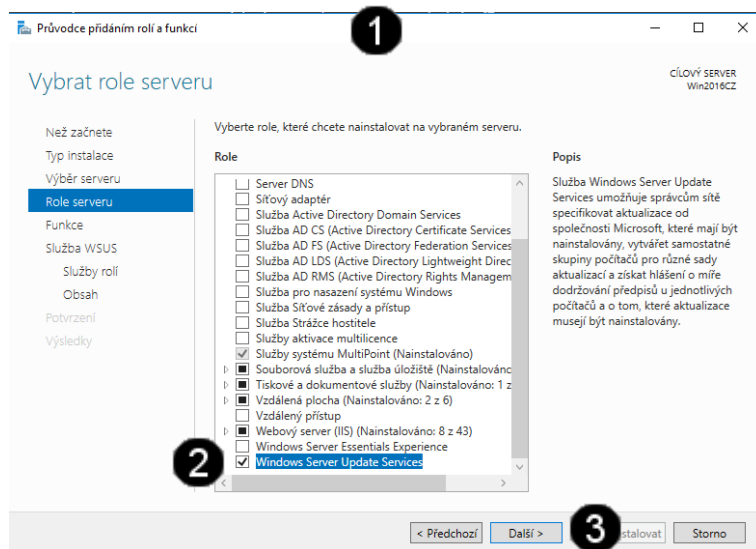 Průvodce přidáním rolí a funkcí
1
Vybrat role serveru
CÍLOVÝ SERVER
Win2016CZ
Než začnete
Typ instalace
Výběr serveru
Role serveru
Funkce
Služba WSUS
Služby rolí
Obsah
Potvrzení
Výsledky
Vyberte role, které chcete nainstalovat na vybraném serveru.
Role
Server DNS
Síťový adaptér
Služba Active Directory Domain Services
Služba AD CS (Active Directory Certificate Services
Služba AD FS (Active Directory Federation Services
Služba AD LDS (Active Directory Lightweight Direc
Služba AD RMS (Active Directory Rights Managem
Služba pro nasazení systému Windows
Služba Síťové zásady a přístup
Služba Strážce hostitele
Služby aktivace multilicence
Služby systému MultiPoint (Nainstalováno)
Souborová služba a služba úložiště (Nainstalovánc
Tiskové a dokumentové služby (Nainstalováno: 1 z
Vzdálená plocha (Nainstalováno: 2 z 6)
Vzdálený přístup
Webový server (IIS) (Nainstalováno: 8 z 43)
Windows Server Essentials Experience
2 Windows Server Update Services
Popis
Služba Windows Server Update
Services umožňuje správcům sítě
specifikovat aktualizace od
společnosti Microsoft, které mají být
nainstalovány, vytvářet samostatné
skupiny počítačů pro různé sady
aktualizací a získat hlášení o míře
dodržování předpisů u jednotlivých
počítačů a o tom, které aktualizace
musejí být nainstalovány.
< Předchozí Další > 3 stalovat Storno